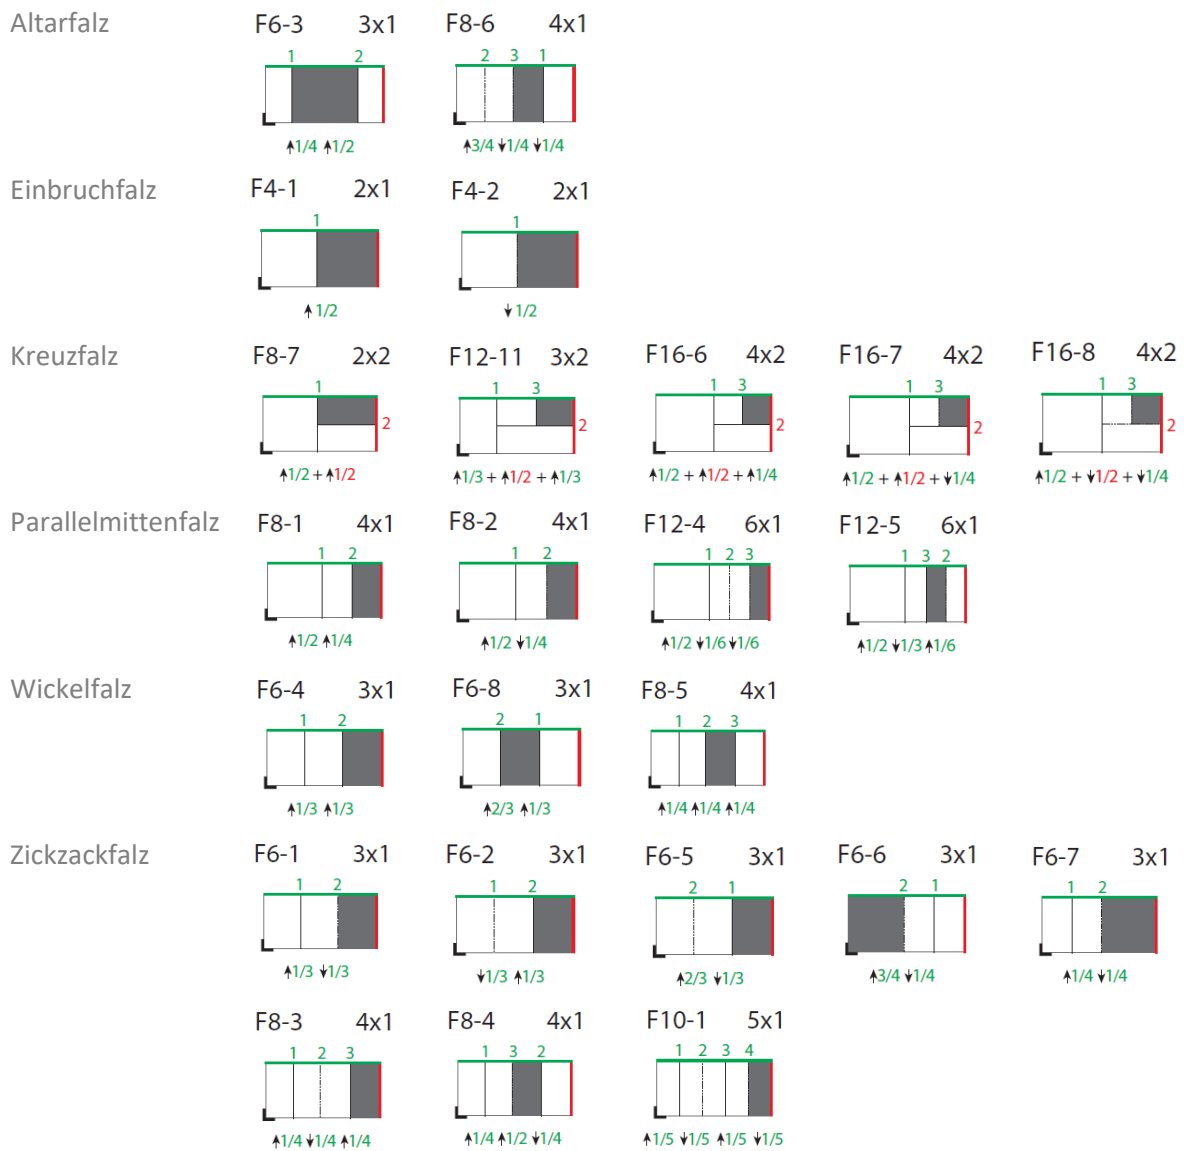 Altarfalz F6-3 3x1 F8-6 4x1
1 2 2 3 1
↑1/4 ↑1/2 ↑3/4 ↓1/4 ↓1/4
Einbruchfalz F4-1 2x1 F4-2 2x1
1 1
↑1/2 ↓1/2
Kreuzfalz F8-7 2x2 F12-11 3x2 F16-6 4x2 F16-7 4x2 F16-8 4x2
1 1 3 1 3 1 3 1 3
2 2 2 2 2
↑1/2 + ↑1/2 ↑1/3 + ↑1/2 + ↑1/3 ↑1/2 + ↑1/2 + ↑1/4 ↑1/2 + ↑1/2 + ↓1/4 ↑1/2 + ↓1/2 + ↓1/4
Parallelmittenfalz F8-1 4x1 F8-2 4x1 F12-4 6x1 F12-5 6x1
1 2 1 2 1 2 3 1 3 2
↑1/2 ↑1/4 ↑1/2 ↓1/4 ↑1/2 ↓1/6 ↓1/6 ↑1/2 ↓1/3 ↑1/6
Wickelfalz F6-4 3x1 F6-8 3x1 F8-5 4x1
1 2 2 1 1 2 3
↑1/3 ↑1/3 ↑2/3 ↑1/3 ↑1/4 ↑1/4 ↑1/4
Zickzackfalz F6-1 3x1 F6-2 3x1 F6-5 3x1 F6-6 3x1 F6-7 3x1
1 2 1 2 2 1 2 1 1 2
↑1/3 ↓1/3 ↓1/3 ↑1/3 ↑2/3 ↓1/3 ↑3/4 ↓1/4 ↑1/4 ↓1/4
F8-3 4x1 F8-4 4x1 F10-1 5x1
1 2 3 1 3 2 1 2 3 4
↑1/4 ↓1/4 ↑1/4 ↑1/4 ↑1/2 ↓1/4 ↑1/5 ↓1/5 ↑1/5 ↓1/5